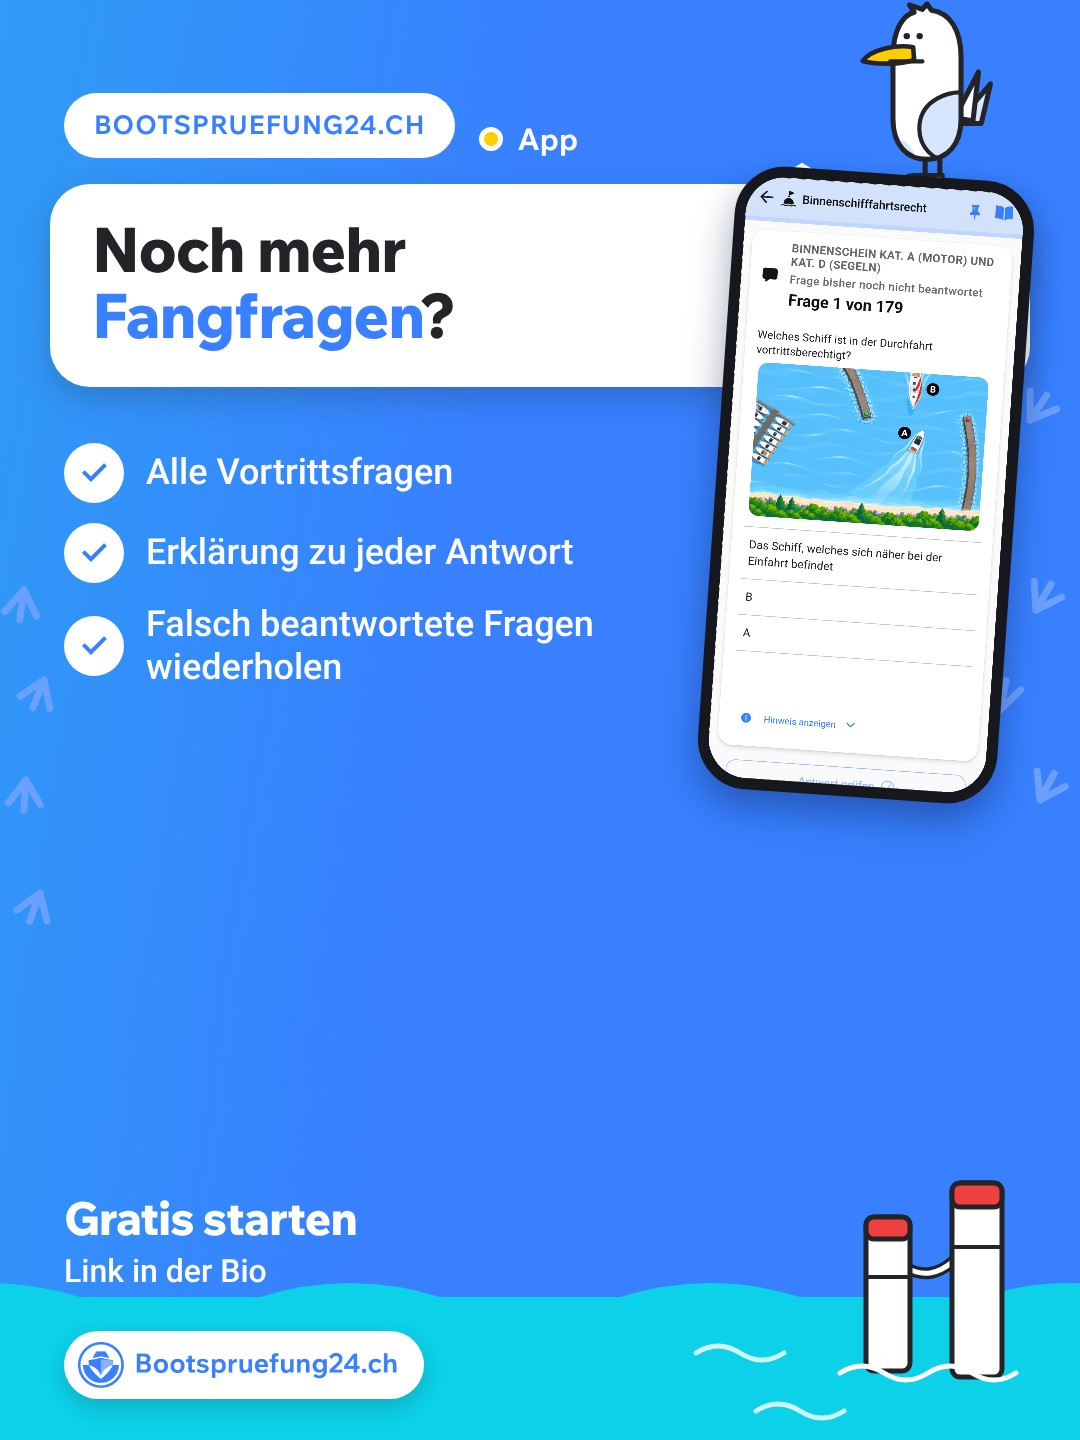 BOOTSPRUEFUNG24.CH
App
Noch mehr
Fangfragen?
Alle Vortrittsfragen
Erklärung zu jeder Antwort
Falsch beantwortete Fragen
wiederholen
Binnenschifffahrtsrecht
BINNENSCHEIN KAT. A (MOTOR) UND
KAT. D (SEGELN)
Frage bisher noch nicht beantwortet
Frage 1 von 179
Welches Schiff ist in der Durchfahrt
vortrittsberechtigt?
B
A
Das Schiff, welches sich näher bei der
Einfahrt befindet
B
A
Hinweis anzeigen
Antwort prüfen
Gratis starten
Link in der Bio
Bootspruefung24.ch